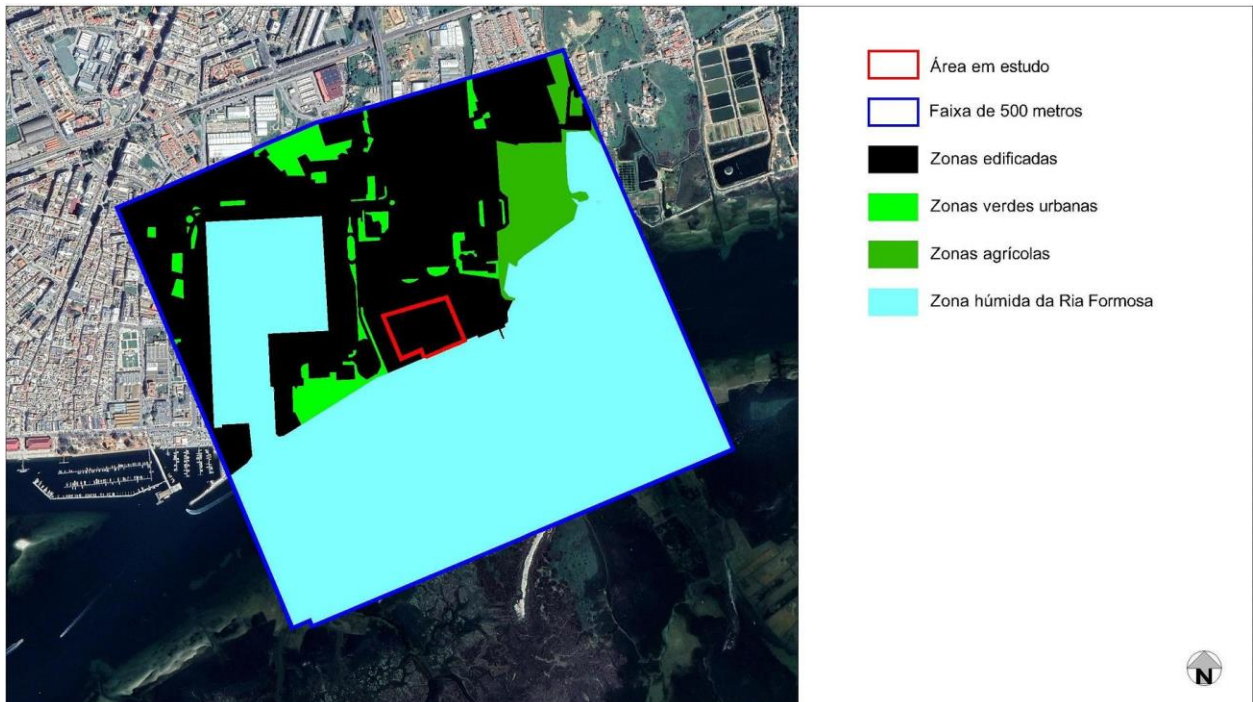 Área em estudo
Faixa de 500 metros
Zonas edificadas
Zonas verdes urbanas
Zonas agrícolas
Zona húmida da Ria Formosa
N